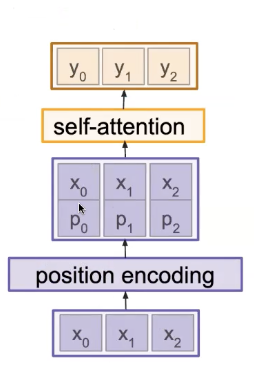 y0 y1 y2
self-attention
x0 x1 x2
p0 p1 p2
position encoding
x0 x1 x2